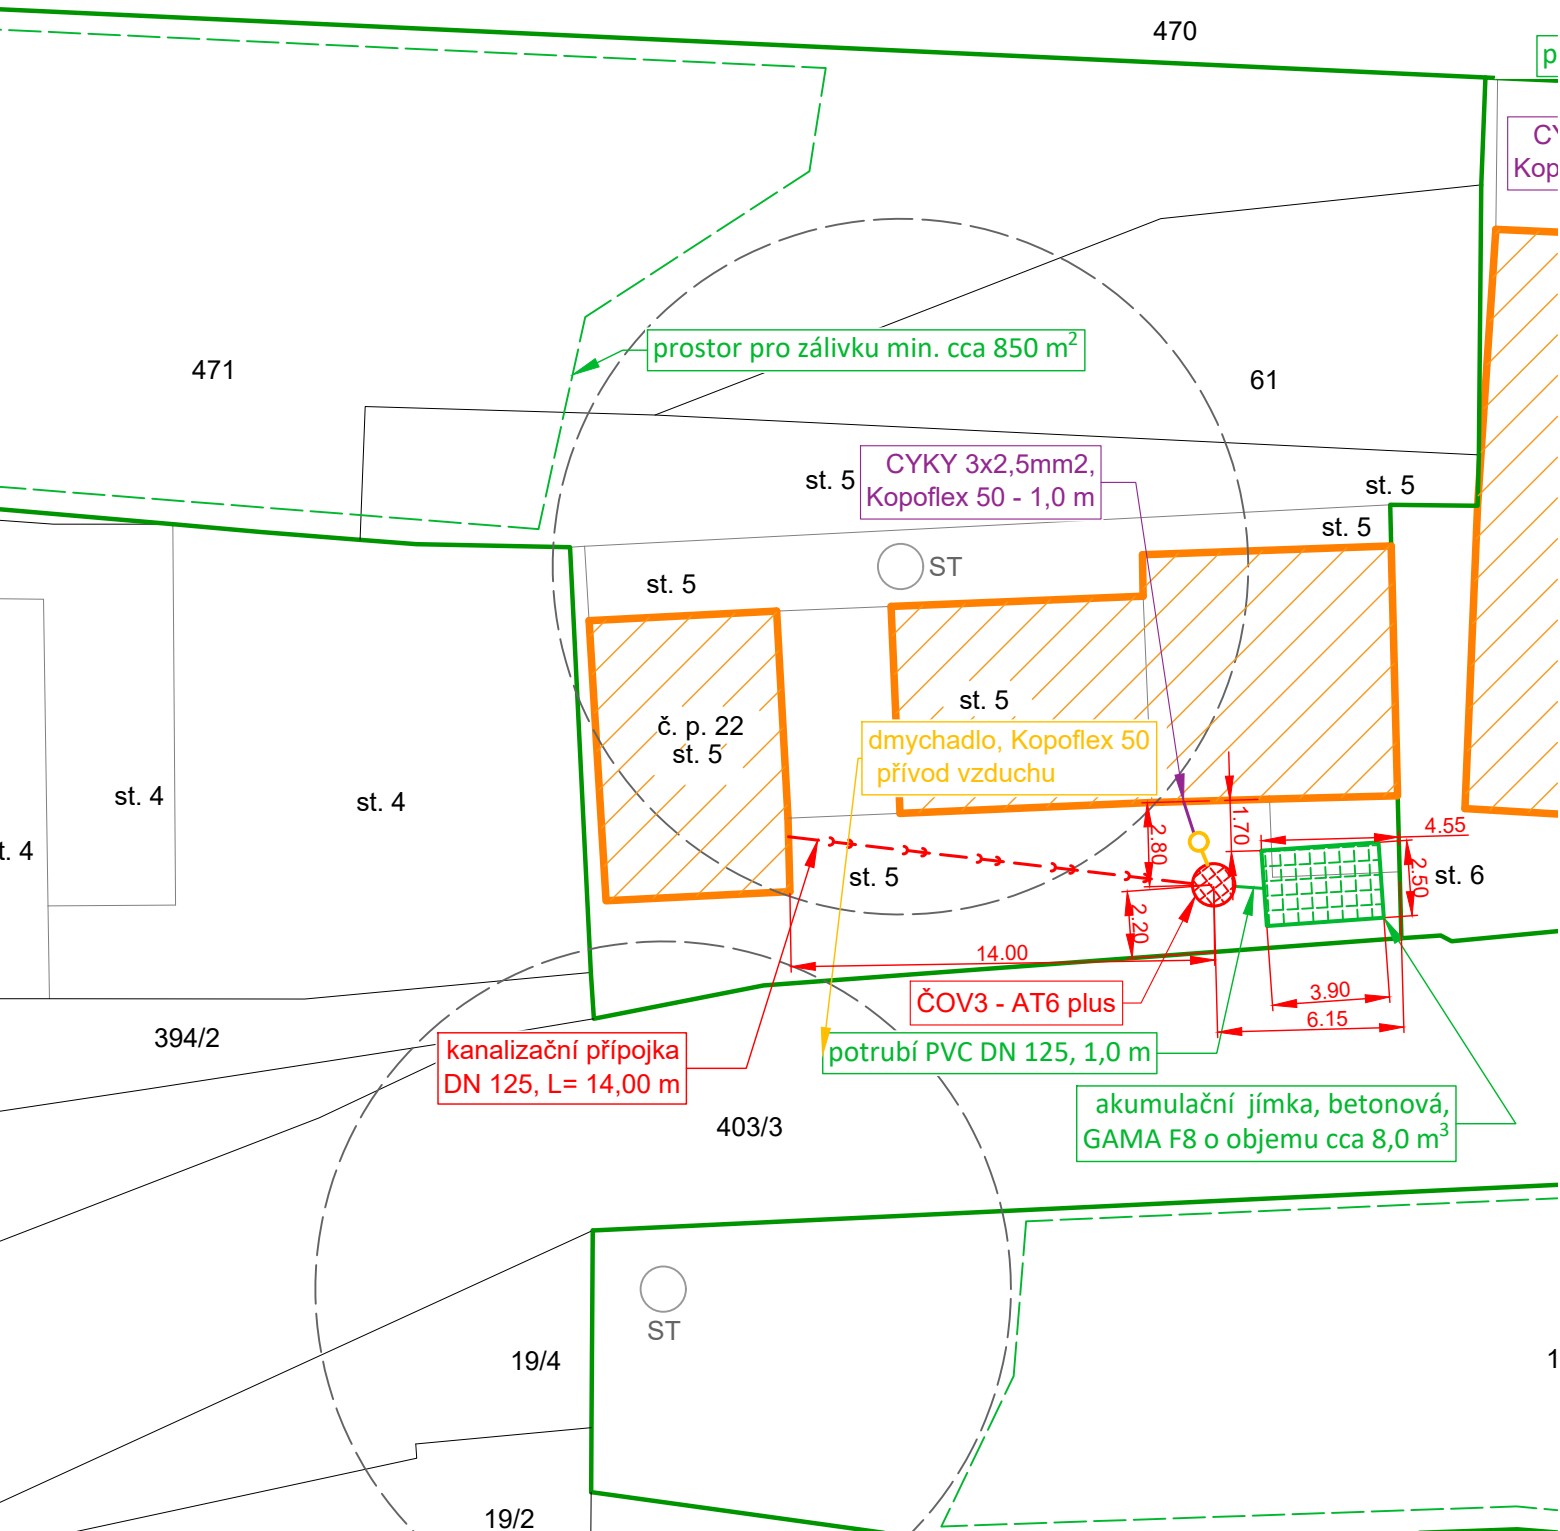 470
CY
Kop
471
prostor pro zálivku min. cca 850 m²
61
st. 5
CYKY 3x2,5mm2,
Kopoflex 50 - 1,0 m
st. 5
st. 5
ST
st. 5
č. p. 22
st. 5
st. 5
dmychadlo, Kopoflex 50
přívod vzduchu
st. 4
st. 4
t. 4
1.70
2.80
4.55
2.50
st. 5
st. 6
2.20
14.00
3.90
6.15
ČOV3 - AT6 plus
394/2
kanalizační přípojka
DN 125, L= 14,00 m
potrubí PVC DN 125, 1,0 m
akumulační jímka, betonová,
GAMA F8 o objemu cca 8,0 m³
403/3
ST
19/4
1
19/2